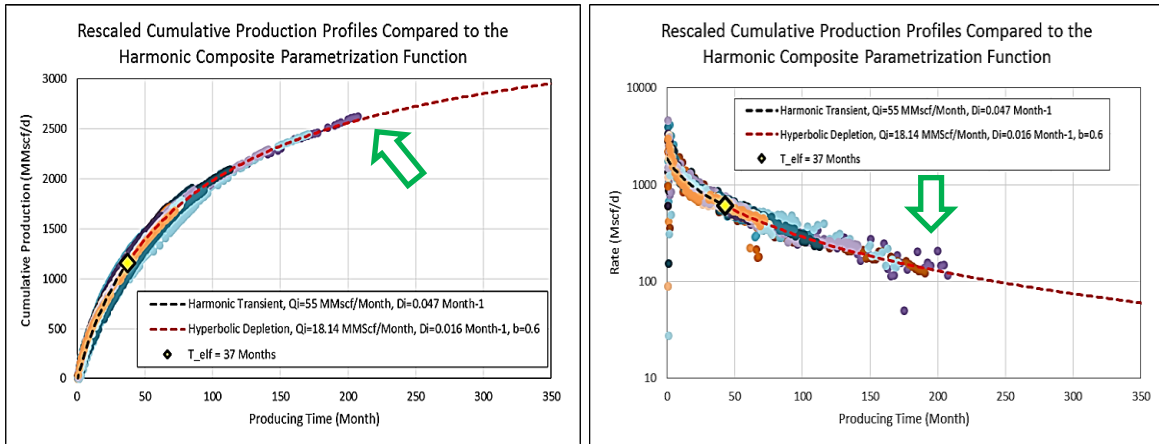 Rescaled Cumulative Production Profiles Compared to the
Harmonic Composite Parametrization Function
Cumulative Production (MMscf/d)
3000
2500
2000
1500
1000
500
0
Harmonic Transient, Qi=55 MMscf/Month, Di=0.047 Month-1
Hyperbolic Depletion, Qi=18.14 MMScf/Month, Di=0.016 Month-1, b=0.6
T_elf = 37 Months
0 50 100 150 200 250 300 350
Producing Time (Month)
Rescaled Cumulative Production Profiles Compared to the
Harmonic Composite Parametrization Function
Rate (Mscf/d)
10000
1000
100
10
Harmonic Transient, Qi=55 MMscf/Month, Di=0.047 Month-1
Hyperbolic Depletion, Qi=18.14 MMScf/Month, Di=0.016 Month-1, b=0.6
T_elf = 37 Months
0 50 100 150 200 250 300 350
Producing Time (Month)